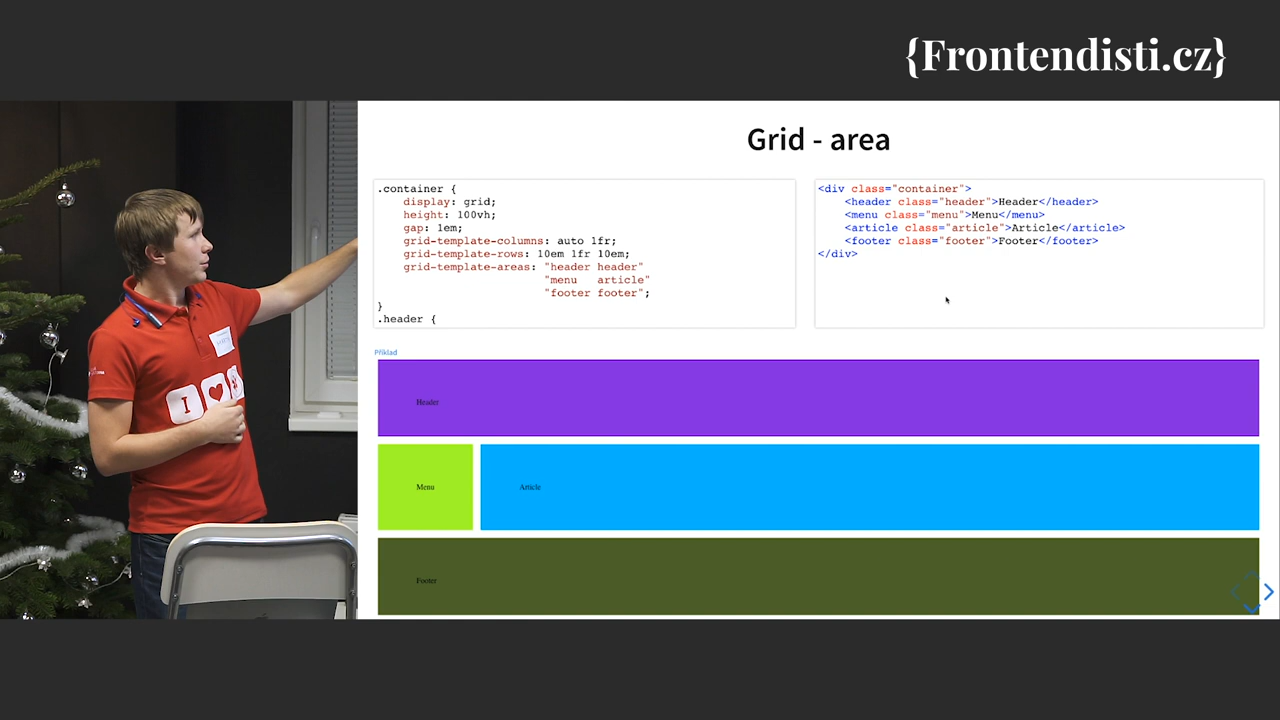 {Frontendisti.cz}
Grid - area
.container {
    display: grid;
    height: 100vh;
    gap: 1em;
    grid-template-columns: auto 1fr;
    grid-template-rows: 10em 1fr 10em;
    grid-template-areas: "header header"
                         "menu   article"
                         "footer footer";
}
.header {
<div class="container">
    <header class="header">Header</header>
    <menu class="menu">Menu</menu>
    <article class="article">Article</article>
    <footer class="footer">Footer</footer>
</div>
Příklad
Header
Menu
Article
Footer
I